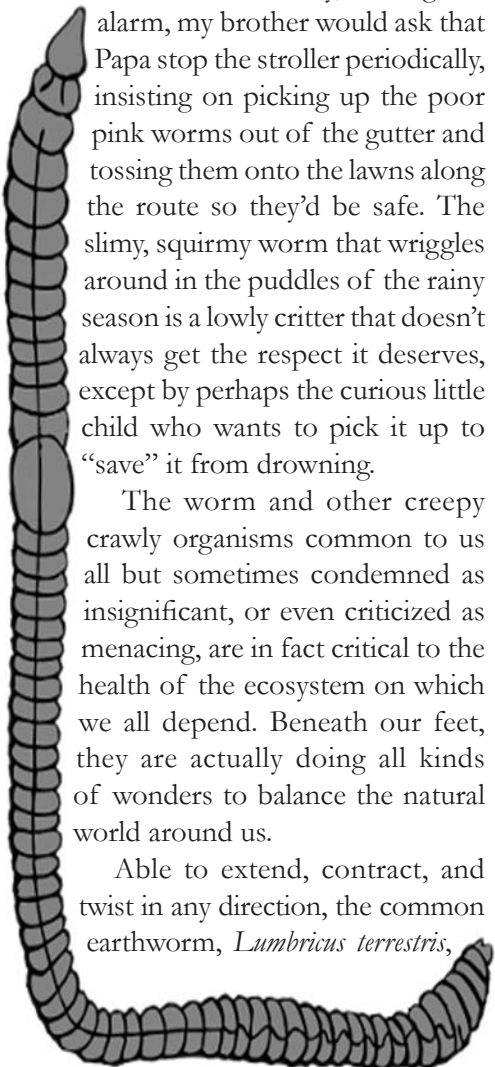 alarm, my brother would ask that
Papa stop the stroller periodically,
insisting on picking up the poor
pink worms out of the gutter and
tossing them onto the lawns along
the route so they’d be safe. The
slimy, squirmy worm that wriggles
around in the puddles of the rainy
season is a lowly critter that doesn’t
always get the respect it deserves,
except by perhaps the curious little
child who wants to pick it up to
“save” it from drowning.
The worm and other creepy
crawly organisms common to us
all but sometimes condemned as
insignificant, or even criticized as
menacing, are in fact critical to the
health of the ecosystem on which
we all depend. Beneath our feet,
they are actually doing all kinds
of wonders to balance the natural
world around us.
Able to extend, contract, and
twist in any direction, the common
earthworm, Lumbricus terrestris,